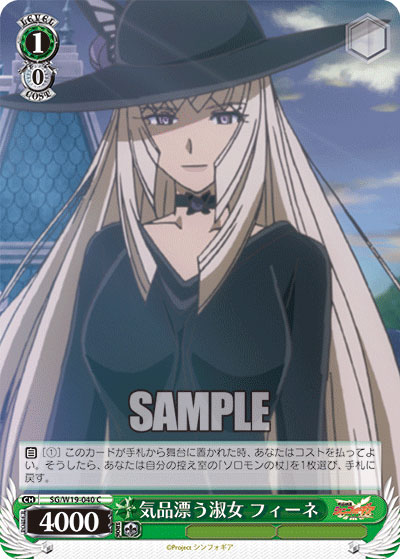 LEVEL
1
0
COST
SAMPLE
自 [①] このカードが手札から舞台に置かれた時、あなたはコストを払ってよ
い。そうしたら、あなたは自分の控え室の「ソロモンの杖」を1枚選び、手札に
戻す。
CH SG/W19-040 C
4000
気品漂う淑女 フィーネ
©Project シンフォギア